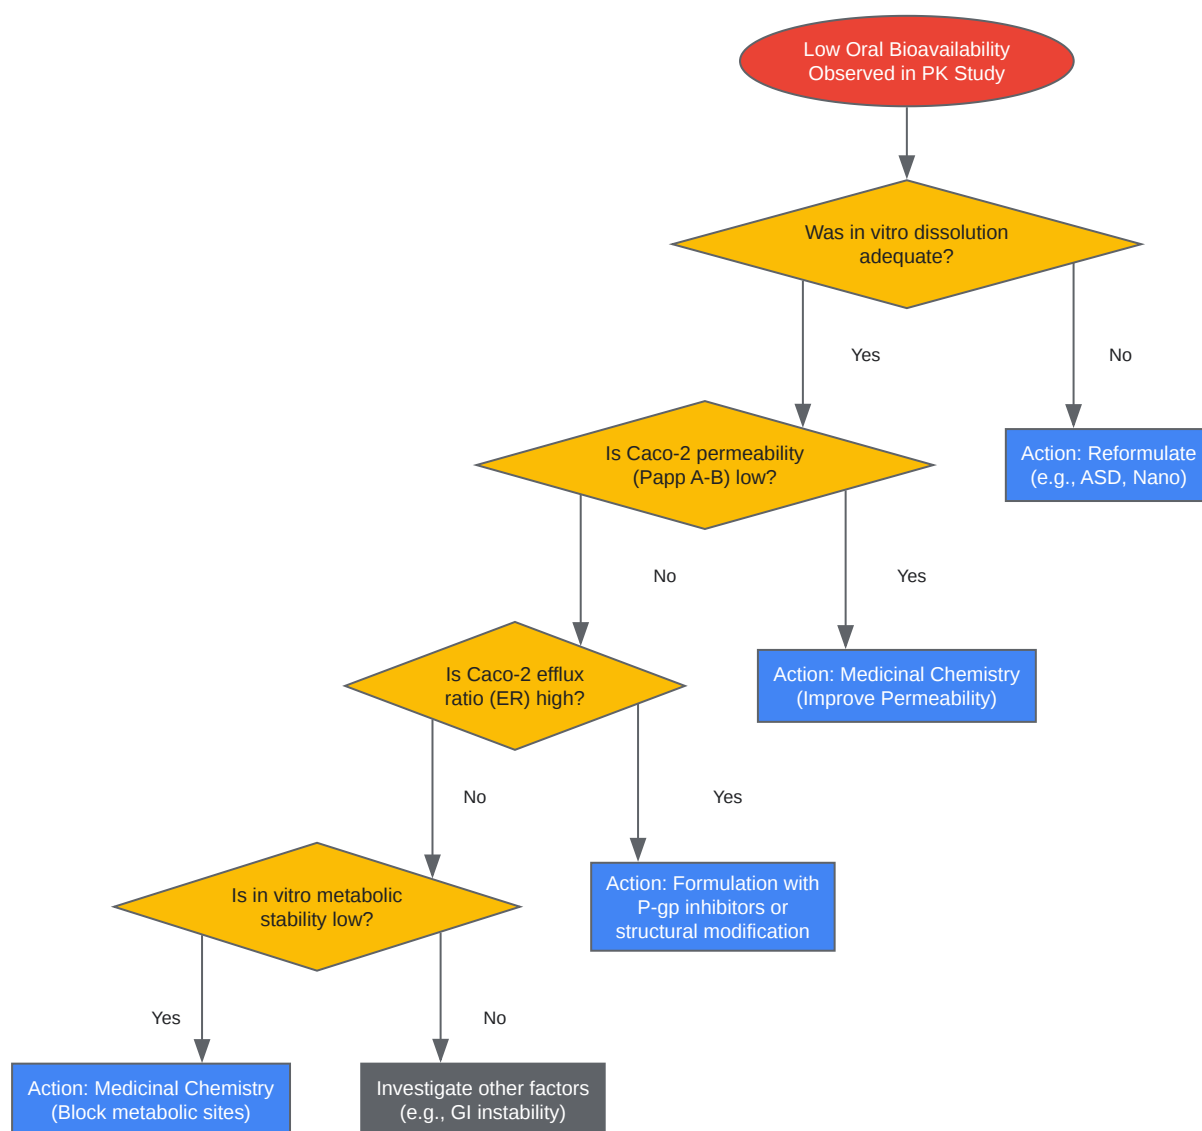 Low Oral Bioavailability
Observed in PK Study
Was in vitro dissolution
adequate?
Yes
No
Is Caco-2 permeability
(Papp A-B) low?
Action: Reformulate
(e.g., ASD, Nano)
No
Yes
Is Caco-2 efflux
ratio (ER) high?
Action: Medicinal Chemistry
(Improve Permeability)
No
Yes
Is in vitro metabolic
stability low?
Action: Formulation with
P-gp inhibitors or
structural modification
Yes
No
Action: Medicinal Chemistry
(Block metabolic sites)
Investigate other factors
(e.g., GI instability)